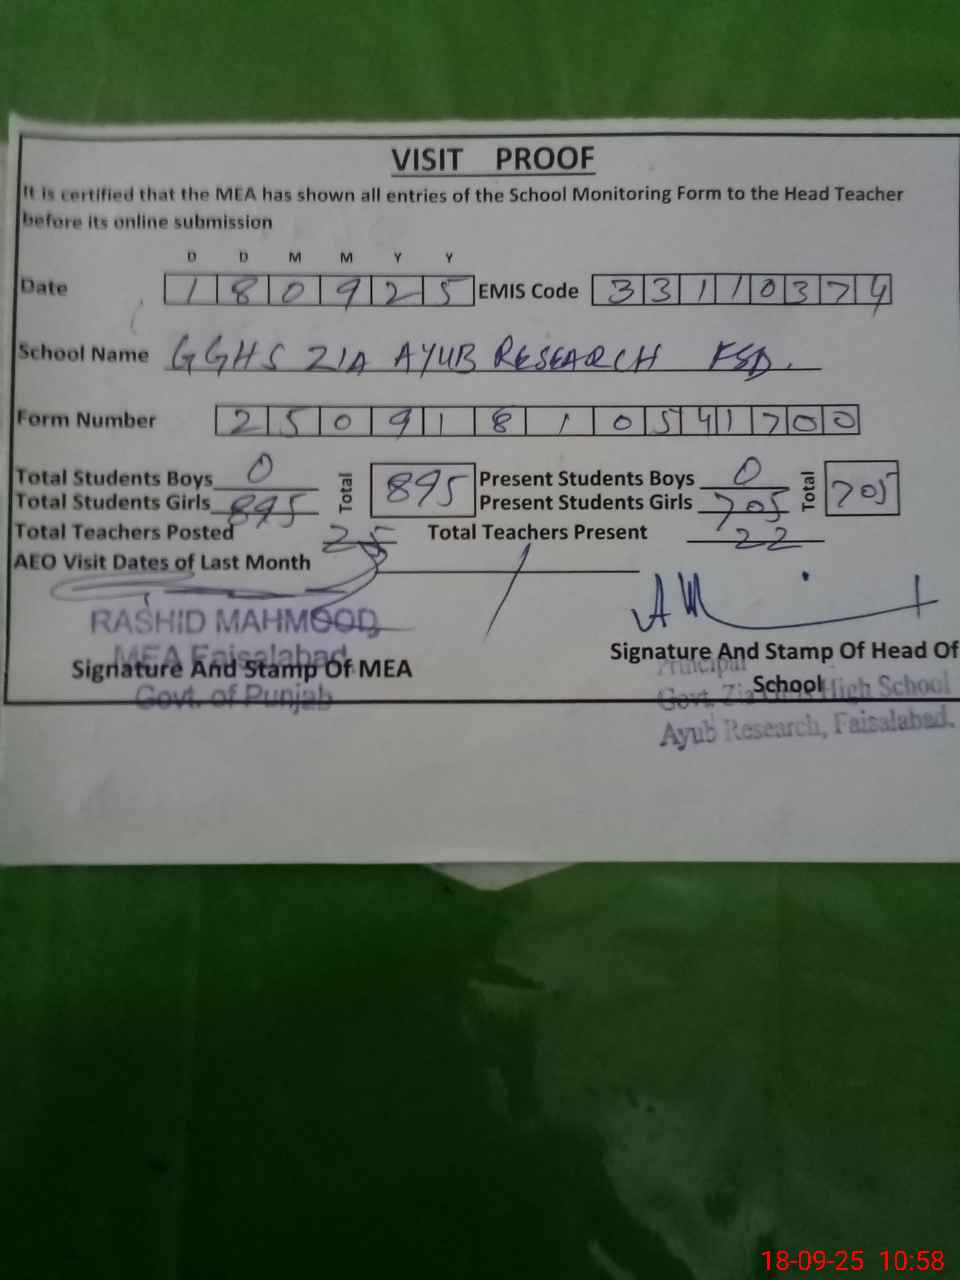 VISIT PROOF
It is certified that the MEA has shown all entries of the School Monitoring Form to the Head Teacher
before its online submission
D D M M Y Y
Date 1 8 0 9 2 5 EMIS Code 3 3 1 1 0 3 7 4
School Name GGHS ZIA AYUB RESEARCH FSD.
Form Number 2 5 0 9 1 8 1 0 5 4 1 7 0 0
Total Students Boys 0 Total 895 Present Students Boys 0 Total 705
Total Students Girls 895 Present Students Girls 705
Total Teachers Posted 25 Total Teachers Present 22
AEO Visit Dates of Last Month
RASHID MAHMOOD
MEA Faisalabad
Signature And Stamp Of MEA
Govt. of Punjab
Signature And Stamp Of Head Of
School
Principal
Govt. Zia High School
Ayub Research, Faisalabad.
18-09-25 10:58